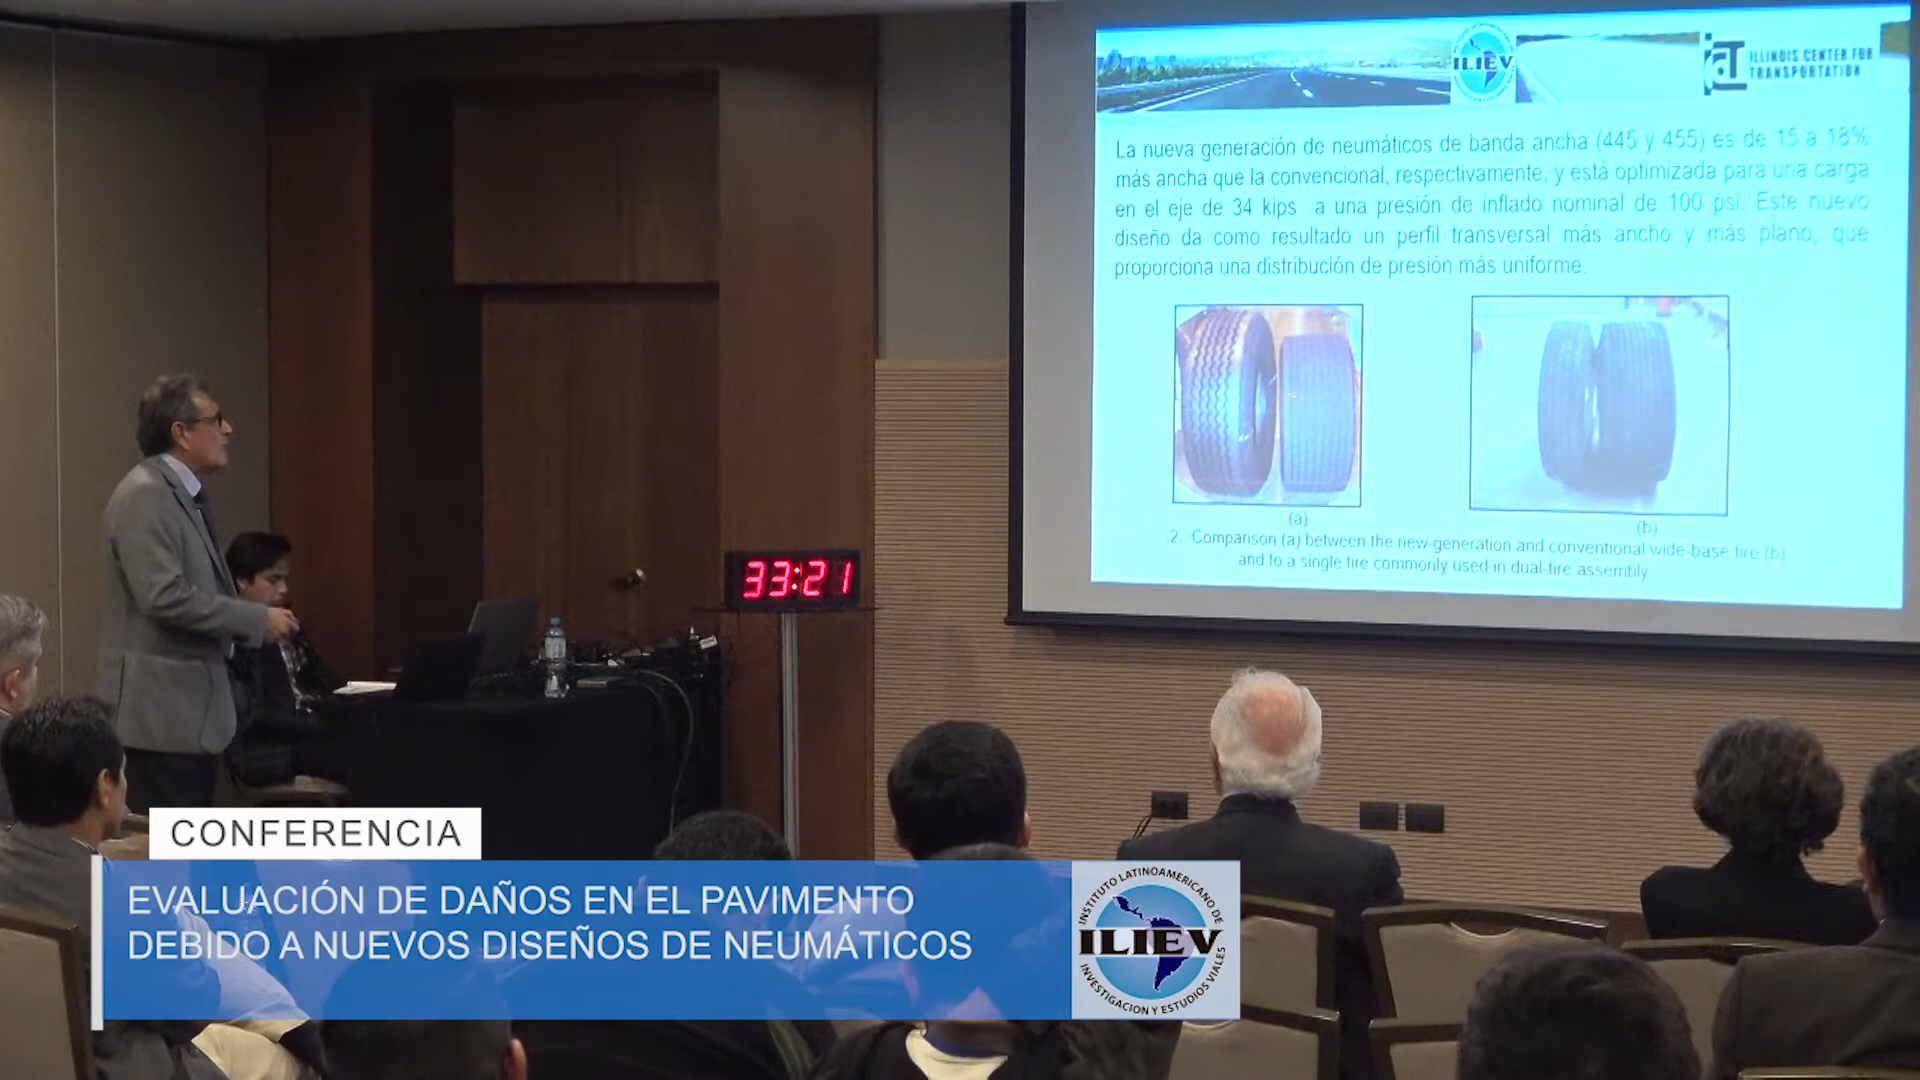 ILIEV
ILLINOIS CENTER FOR
TRANSPORTATION
La nueva generación de neumáticos de banda ancha (445 y 455) es de 15 a 18%
más ancha que la convencional, respectivamente, y está optimizada para una carga
en el eje de 34 kips a una presión de inflado nominal de 100 psi. Este nuevo
diseño da como resultado un perfil transversal más ancho y más plano, que
proporciona una distribución de presión más uniforme.
(a)
(b)
2. Comparison (a) between the new-generation and conventional wide-base tire (b)
and to a single tire commonly used in dual-tire assembly
33:21
CONFERENCIA
EVALUACIÓN DE DAÑOS EN EL PAVIMENTO
DEBIDO A NUEVOS DISEÑOS DE NEUMÁTICOS
INSTITUTO LATINOAMERICANO DE
ILIEV
INVESTIGACION Y ESTUDIOS VIALES